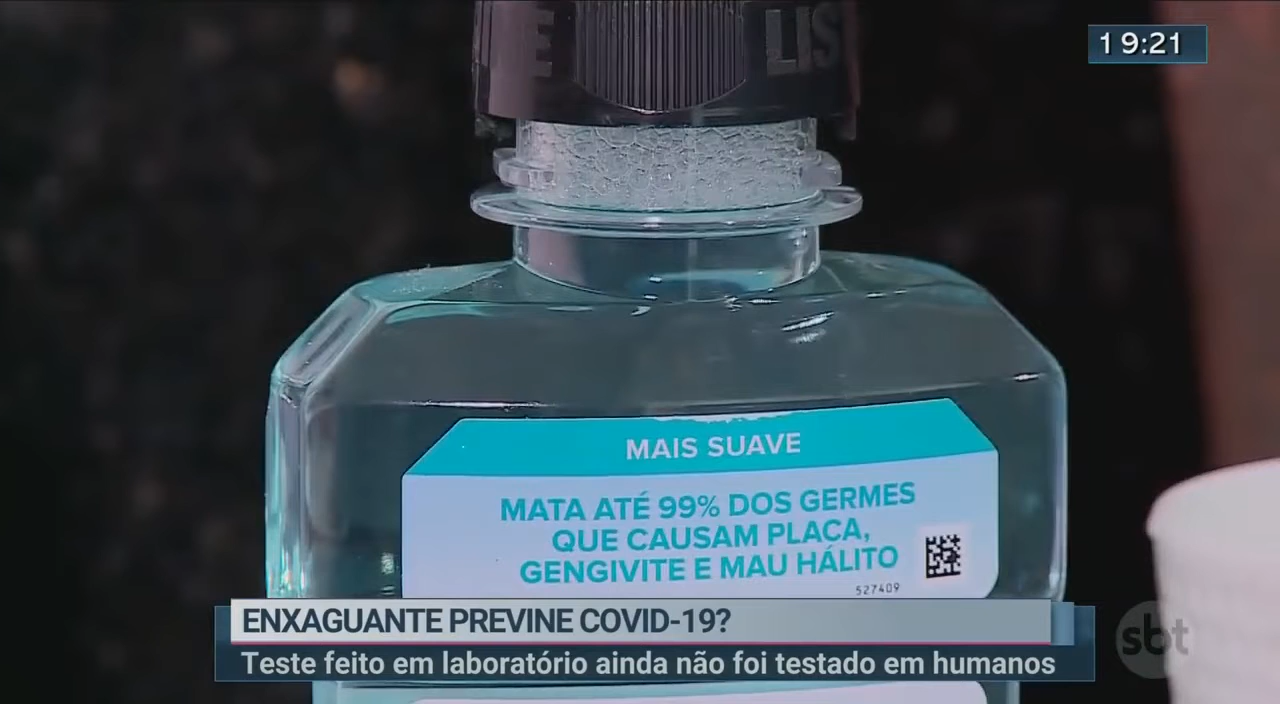 E LIS
19:21
MAIS SUAVE
MATA ATÉ 99% DOS GERMES
QUE CAUSAM PLACA,
GENGIVITE E MAU HÁLITO
527409
ENXAGUANTE PREVINE COVID-19?
Teste feito em laboratório ainda não foi testado em humanos
sbt